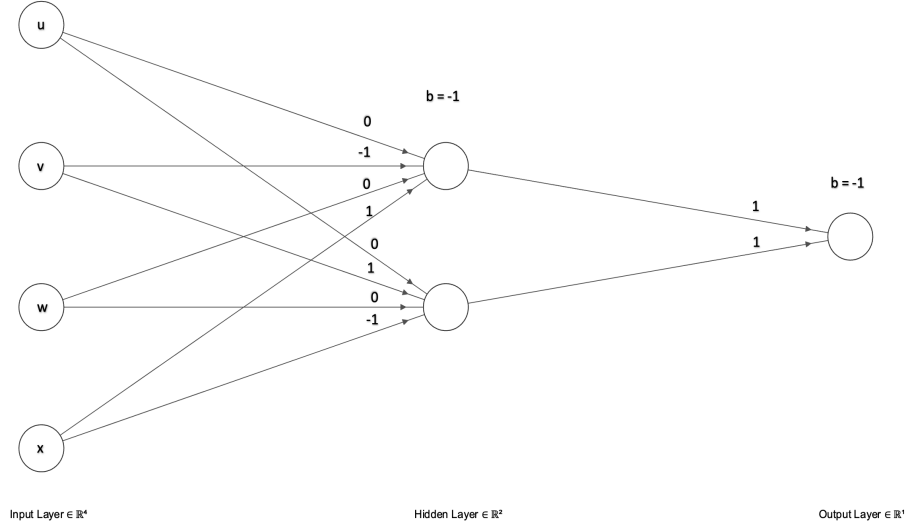 u
b = -1
0
-1
v
0
1
b = -1
1
0
1
1
w
0
-1
x
Input Layer ∈ ℝ⁴
Hidden Layer ∈ ℝ²
Output Layer ∈ ℝ¹